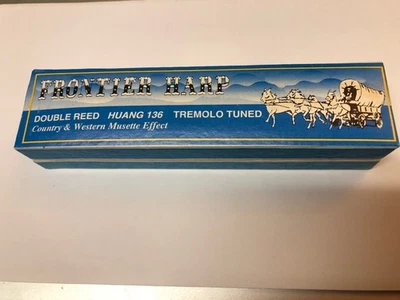 FRONTIER HARP
DOUBLE REED HUANG 136 TREMOLO TUNED
Country & Western Musette Effect